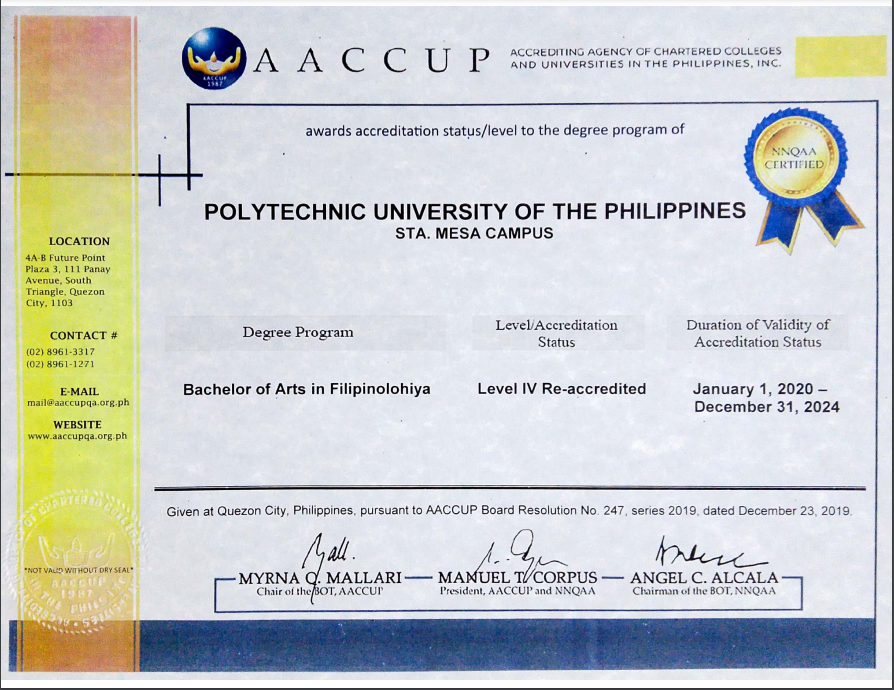 AACCUP
1987
AACCUP
ACCREDITING AGENCY OF CHARTERED COLLEGES
AND UNIVERSITIES IN THE PHILIPPINES, INC.
awards accreditation status/level to the degree program of
NNQAA
CERTIFIED
POLYTECHNIC UNIVERSITY OF THE PHILIPPINES
STA. MESA CAMPUS
LOCATION
4A-B Future Point
Plaza 3, 111 Panay
Avenue, South
Triangle, Quezon
City, 1103
CONTACT #
(02) 8961-3317
(02) 8961-1271
E-MAIL
mail@aaccupqa.org.ph
WEBSITE
www.aaccupqa.org.ph
Degree Program
Level/Accreditation
Status
Duration of Validity of
Accreditation Status
Bachelor of Arts in Filipinolohiya
Level IV Re-accredited
January 1, 2020 –
December 31, 2024
Given at Quezon City, Philippines, pursuant to AACCUP Board Resolution No. 247, series 2019, dated December 23, 2019.
*NOT VALID WITHOUT DRY SEAL*
AACCUP
1987
MYRNA Q. MALLARI
Chair of the BOT, AACCUP
MANUEL T. CORPUS
President, AACCUP and NNQAA
ANGEL C. ALCALA
Chairman of the BOT, NNQAA